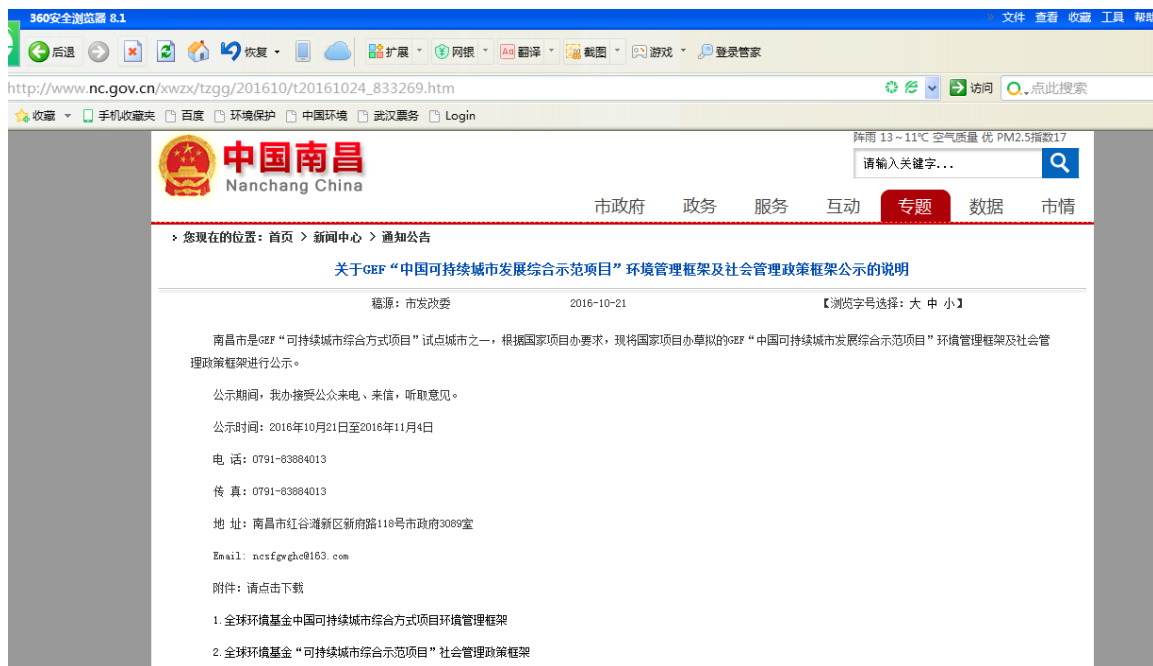 360安全浏览器 8.1
» 文件 查看 收藏 工具 帮助
后退 恢复 扩展 网银 翻译 截图 游戏 登录管家
http://www.nc.gov.cn/xwzx/tzgg/201610/t20161024_833269.htm 访问 点此搜索
收藏 手机收藏夹 百度 环境保护 中国环境 武汉票务 Login
阵雨 13～11℃ 空气质量 优 PM2.5指数17
中国南昌
Nanchang China
请输入关键字...
市政府 政务 服务 互动 专题 数据 市情
您现在的位置：首页 > 新闻中心 > 通知公告
关于GEF“中国可持续城市发展综合示范项目”环境管理框架及社会管理政策框架公示的说明
稿源：市发改委 2016-10-21 【浏览字号选择：大 中 小】
南昌市是GEF“可持续城市综合方式项目”试点城市之一，根据国家项目办要求，现将国家项目办草拟的GEF“中国可持续城市发展综合示范项目”环境管理框架及社会管
理政策框架进行公示。
公示期间，我办接受公众来电、来信，听取意见。
公示时间：2016年10月21日至2016年11月4日
电 话：0791-83884013
传 真：0791-83884013
地 址：南昌市红谷滩新区新府路118号市政府3089室
Email: ncsfgwghc@163.com
附件：请点击下载
1.全球环境基金中国可持续城市综合方式项目环境管理框架
2.全球环境基金“可持续城市综合示范项目”社会管理政策框架